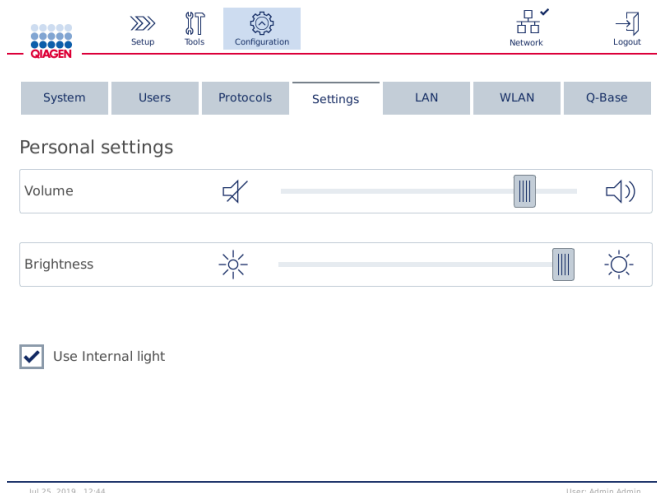 Setup Tools Configuration Network Logout
QIAGEN
System Users Protocols Settings LAN WLAN Q-Base
Personal settings
Volume
Brightness
Use Internal light
Jul 25, 2019 12:44 User: Admin Admin